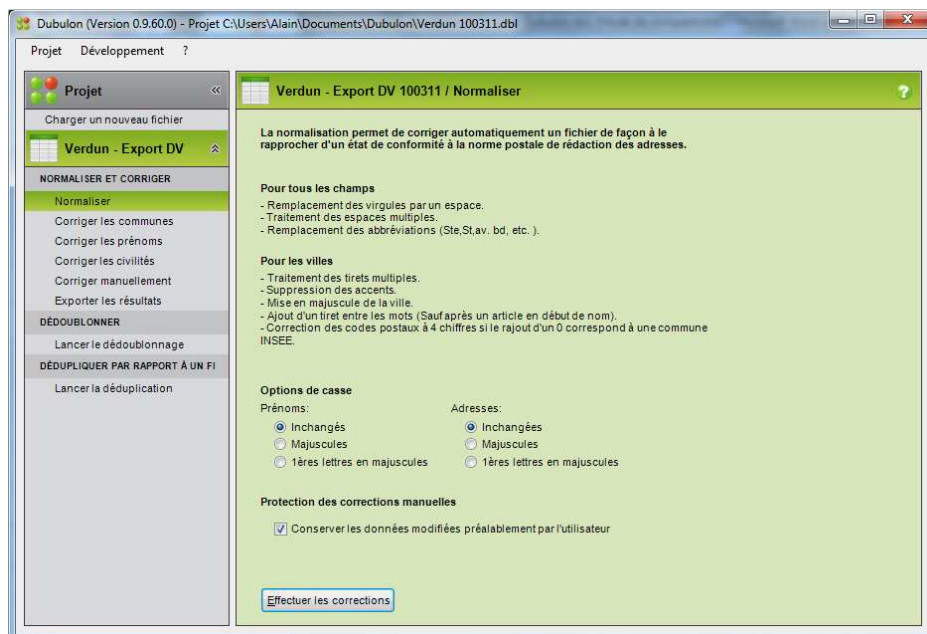 Dubulon (Version 0.9.60.0) - Projet C:\Users\Alain\Documents\Dubulon\Verdun 100311.dbl
Projet Développement ?
Projet «
Charger un nouveau fichier
Verdun - Export DV
NORMALISER ET CORRIGER
Normaliser
Corriger les communes
Corriger les prénoms
Corriger les civilités
Corriger manuellement
Exporter les résultats
DÉDOUBLONNER
Lancer le dédoublonnage
DÉDUPLIQUER PAR RAPPORT À UN FI
Lancer la déduplication
Verdun - Export DV 100311 / Normaliser ?
La normalisation permet de corriger automatiquement un fichier de façon à le
rapprocher d'un état de conformité à la norme postale de rédaction des adresses.
Pour tous les champs
- Remplacement des virgules par un espace.
- Traitement des espaces multiples.
- Remplacement des abbréviations (Ste,St,av. bd, etc. ).
Pour les villes
- Traitement des tirets multiples.
- Suppression des accents.
- Mise en majuscule de la ville.
- Ajout d'un tiret entre les mots (Sauf après un article en début de nom).
- Correction des codes postaux à 4 chiffres si le rajout d'un 0 correspond à une commune
INSEE.
Options de casse
Prénoms: Adresses:
Inchangés Inchangées
Majuscules Majuscules
1ères lettres en majuscules 1ères lettres en majuscules
Protection des corrections manuelles
Conserver les données modifiées préalablement par l'utilisateur
Effectuer les corrections